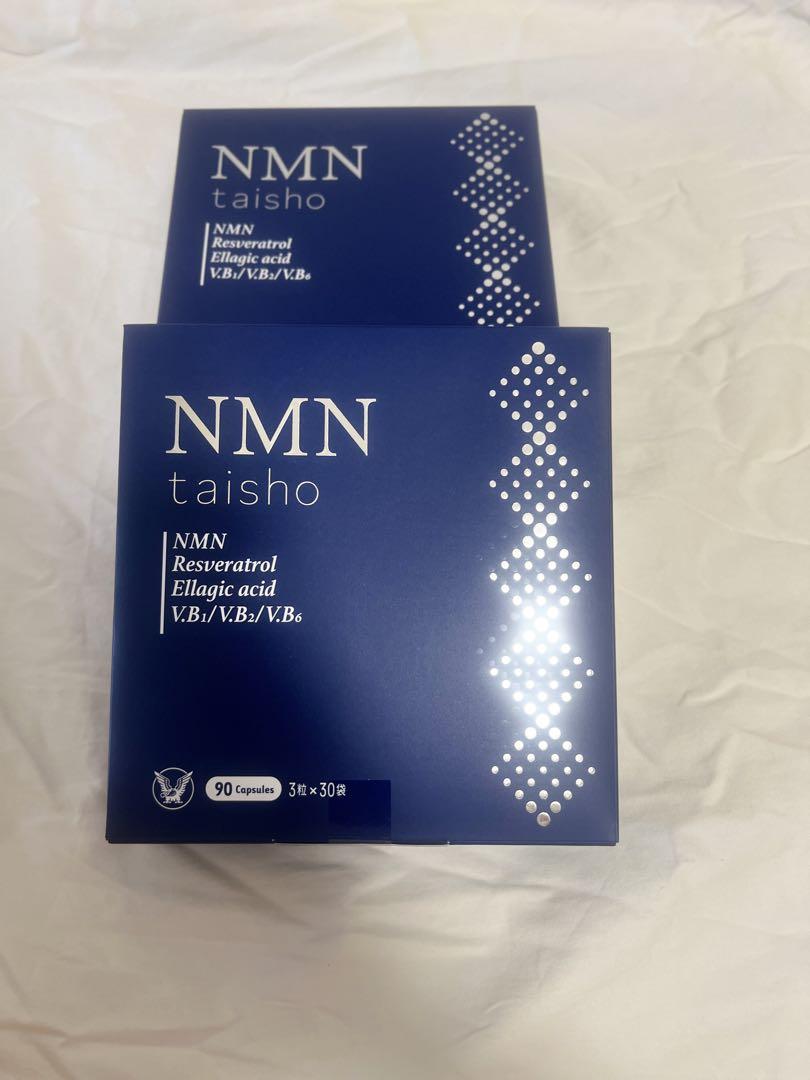 NMN
taisho
NMN
Resveratrol
Ellagic acid
V.B₁/V.B₂/V.B₆
NMN
taisho
NMN
Resveratrol
Ellagic acid
V.B₁/V.B₂/V.B₆
90 Capsules 3粒×30袋